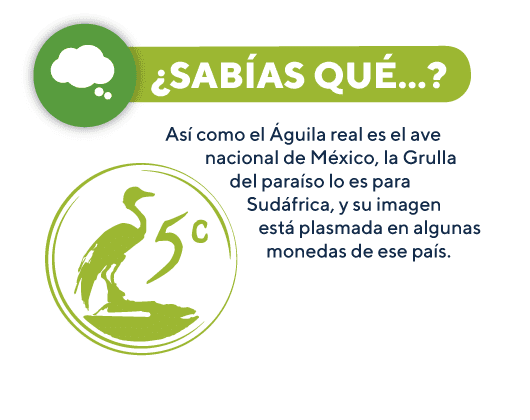 ¿SABÍAS QUÉ...?
Así como el Águila real es el ave
nacional de México, la Grulla
del paraíso lo es para
Sudáfrica, y su imagen
está plasmada en algunas
monedas de ese país.
5c